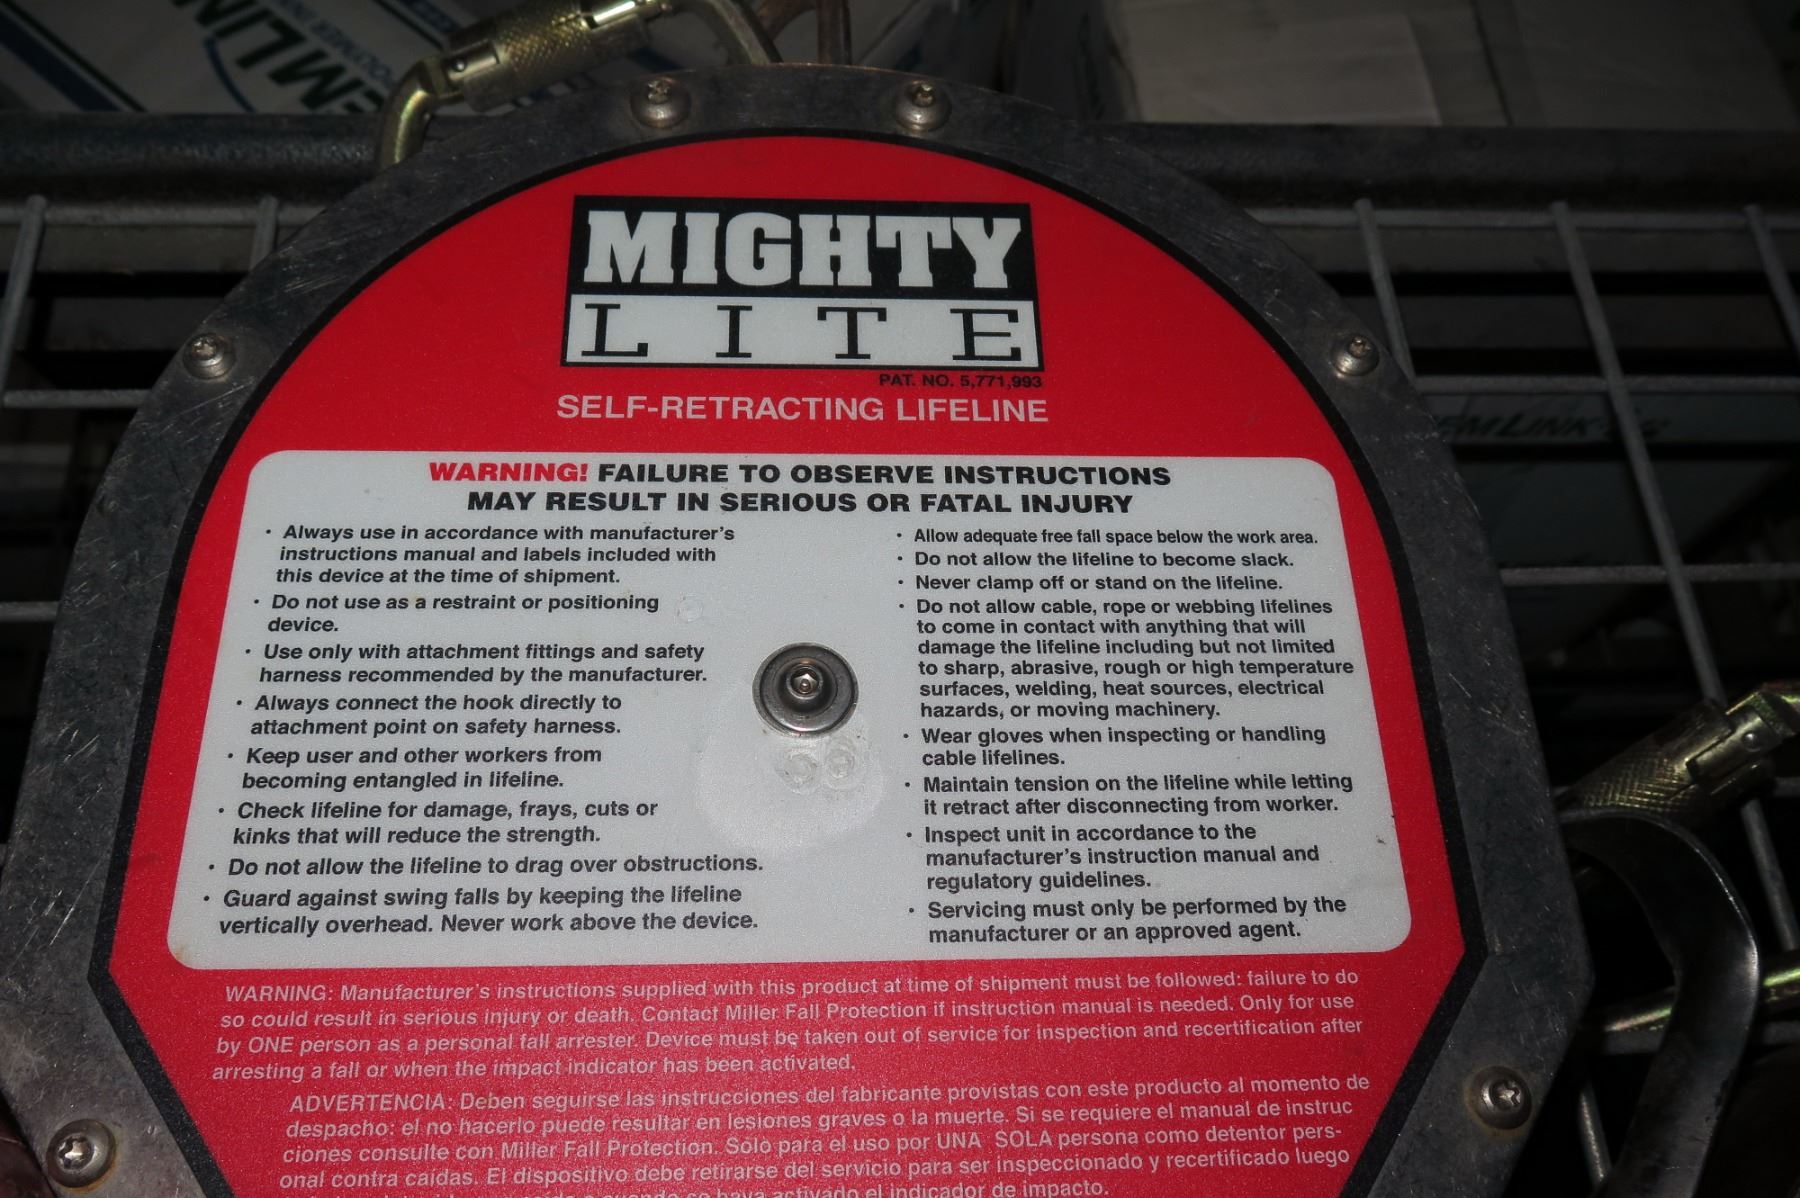 EMLIN
MIGHTY
LITE
PAT. NO. 5,771,993
SELF-RETRACTING LIFELINE
WARNING! FAILURE TO OBSERVE INSTRUCTIONS
MAY RESULT IN SERIOUS OR FATAL INJURY
• Always use in accordance with manufacturer's
instructions manual and labels included with
this device at the time of shipment.
• Do not use as a restraint or positioning
device.
• Use only with attachment fittings and safety
harness recommended by the manufacturer.
• Always connect the hook directly to
attachment point on safety harness.
• Keep user and other workers from
becoming entangled in lifeline.
• Check lifeline for damage, frays, cuts or
kinks that will reduce the strength.
• Do not allow the lifeline to drag over obstructions.
• Guard against swing falls by keeping the lifeline
vertically overhead. Never work above the device.
• Allow adequate free fall space below the work area.
• Do not allow the lifeline to become slack.
• Never clamp off or stand on the lifeline.
• Do not allow cable, rope or webbing lifelines
to come in contact with anything that will
damage the lifeline including but not limited
to sharp, abrasive, rough or high temperature
surfaces, welding, heat sources, electrical
hazards, or moving machinery.
• Wear gloves when inspecting or handling
cable lifelines.
• Maintain tension on the lifeline while letting
it retract after disconnecting from worker.
• Inspect unit in accordance to the
manufacturer's instruction manual and
regulatory guidelines.
• Servicing must only be performed by the
manufacturer or an approved agent.
WARNING: Manufacturer's instructions supplied with this product at time of shipment must be followed: failure to do
so could result in serious injury or death. Contact Miller Fall Protection if instruction manual is needed. Only for use
by ONE person as a personal fall arrester. Device must be taken out of service for inspection and recertification after
arresting a fall or when the impact indicator has been activated.
ADVERTENCIA: Deben seguirse las instrucciones del fabricante provistas con este producto al momento de
despacho: el no hacerlo puede resultar en lesiones graves o la muerte. Si se requiere el manual de instruc
ciones consulte con Miller Fall Protection. Sólo para el uso por UNA SOLA persona como detentor pers-
onal contra caídas. El dispositivo debe retirarse del servicio para ser inspeccionado y recertificado luego
cuando se haya activado el indicador de impacto.